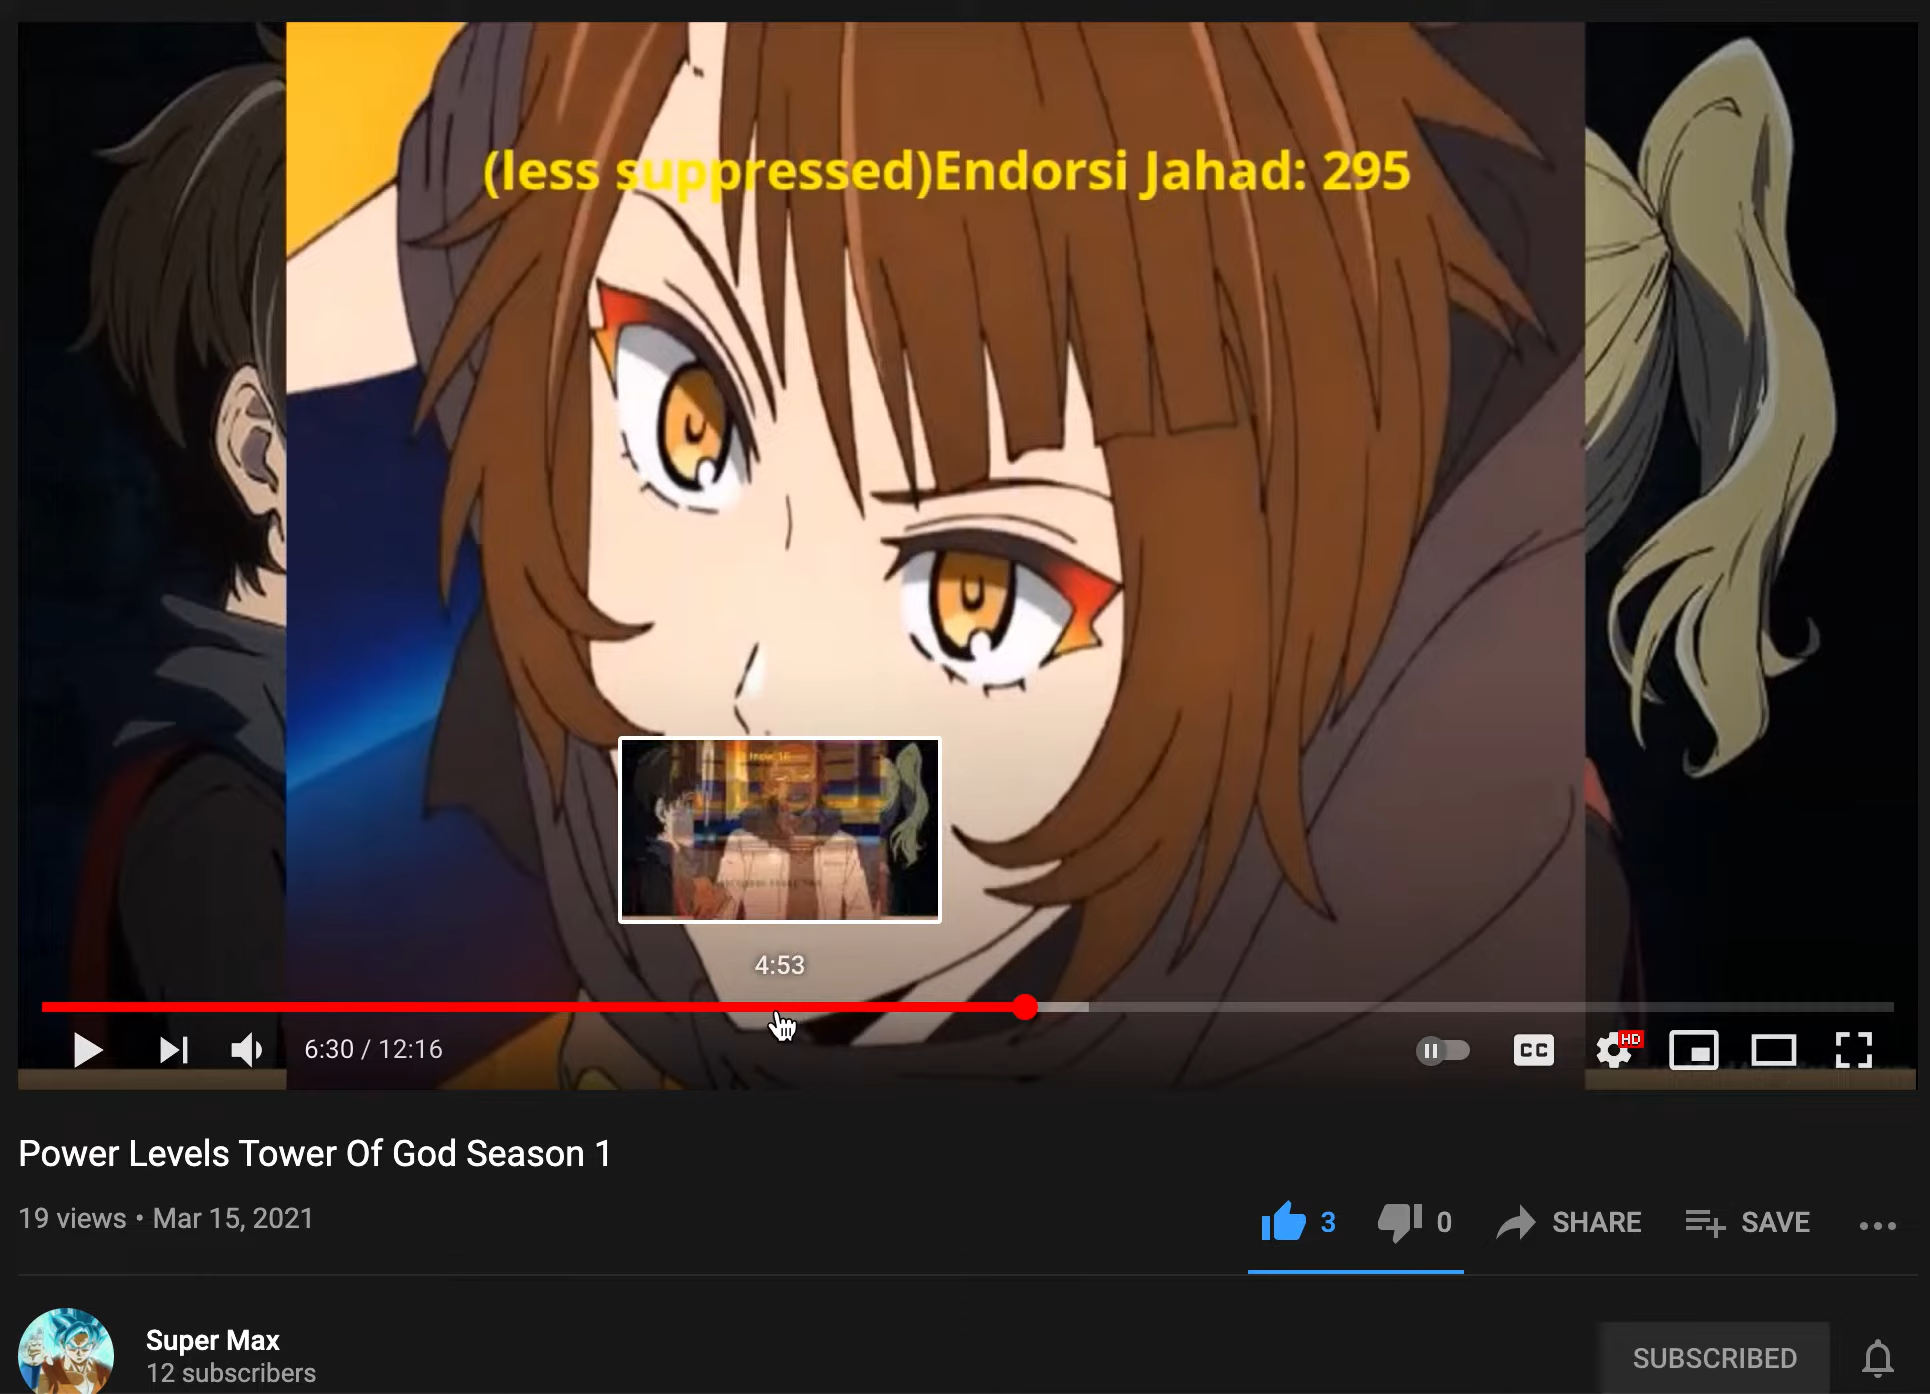 (less suppressed)Endorsi Jahad: 295
4:53
6:30 / 12:16
CC
HD
Power Levels Tower Of God Season 1
19 views • Mar 15, 2021
3
0
SHARE
SAVE
Super Max
12 subscribers
SUBSCRIBED